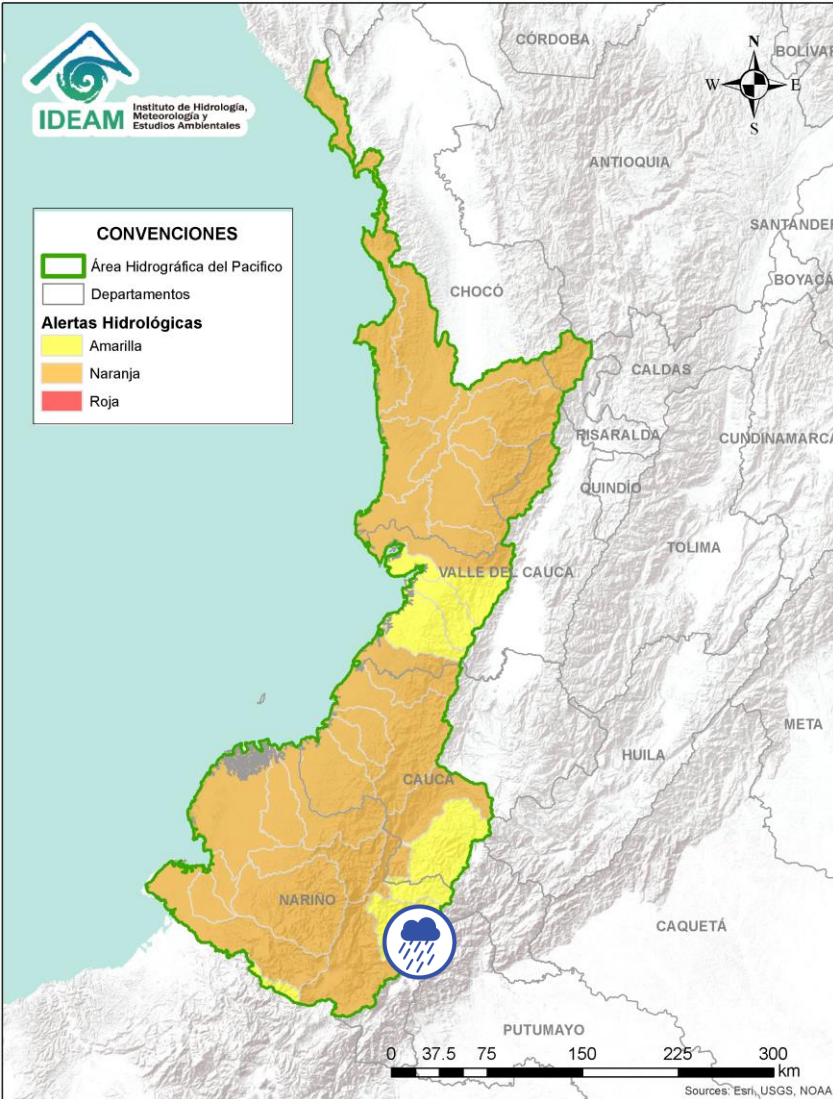 IDEAM
Instituto de Hidrología,
Meteorología y
Estudios Ambientales
CÓRDOBA
BOLÍVAR
N
W
E
S
ANTIOQUIA
SANTANDER
CONVENCIONES
Área Hidrográfica del Pacifico
Departamentos
Alertas Hidrológicas
Amarilla
Naranja
Roja
BOYACÁ
CHOCÓ
CALDAS
RISARALDA
CUNDINAMARCA
QUINDÍO
TOLIMA
VALLE DEL CAUCA
META
HUILA
CAUCA
NARIÑO
CAQUETÁ
PUTUMAYO
0 37.5 75 150 225 300
km
Sources: Esri, USGS, NOAA